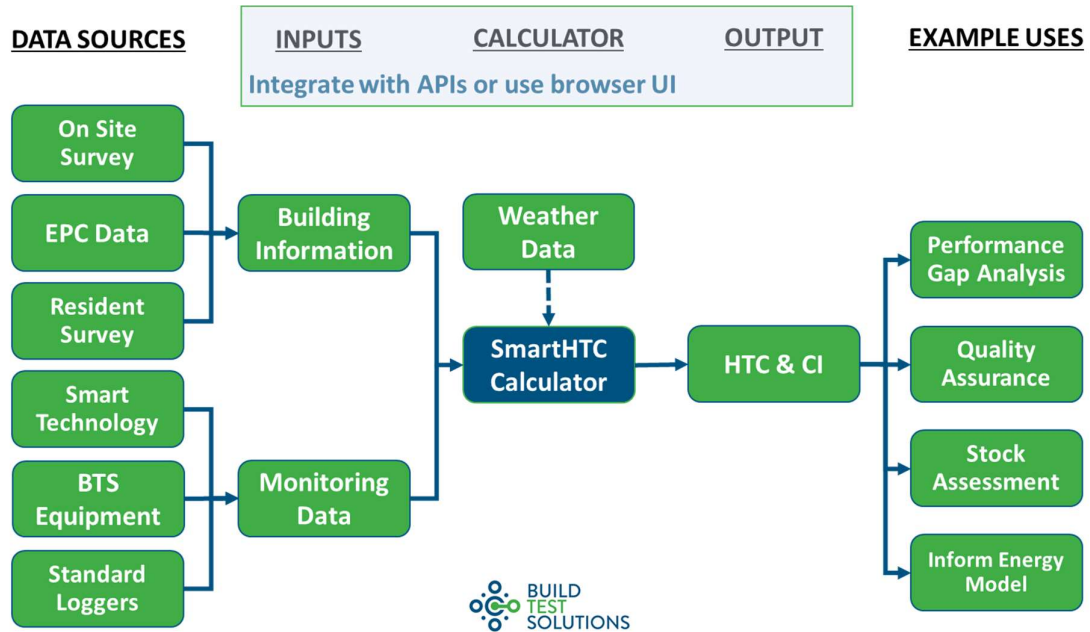 DATA SOURCES
INPUTS
CALCULATOR
OUTPUT
EXAMPLE USES
Integrate with APIs or use browser UI
On Site
Survey
EPC Data
Resident
Survey
Smart
Technology
BTS
Equipment
Standard
Loggers
Building
Information
Monitoring
Data
Weather
Data
SmartHTC
Calculator
HTC & CI
Performance
Gap Analysis
Quality
Assurance
Stock
Assessment
Inform Energy
Model
BUILD
TEST
SOLUTIONS